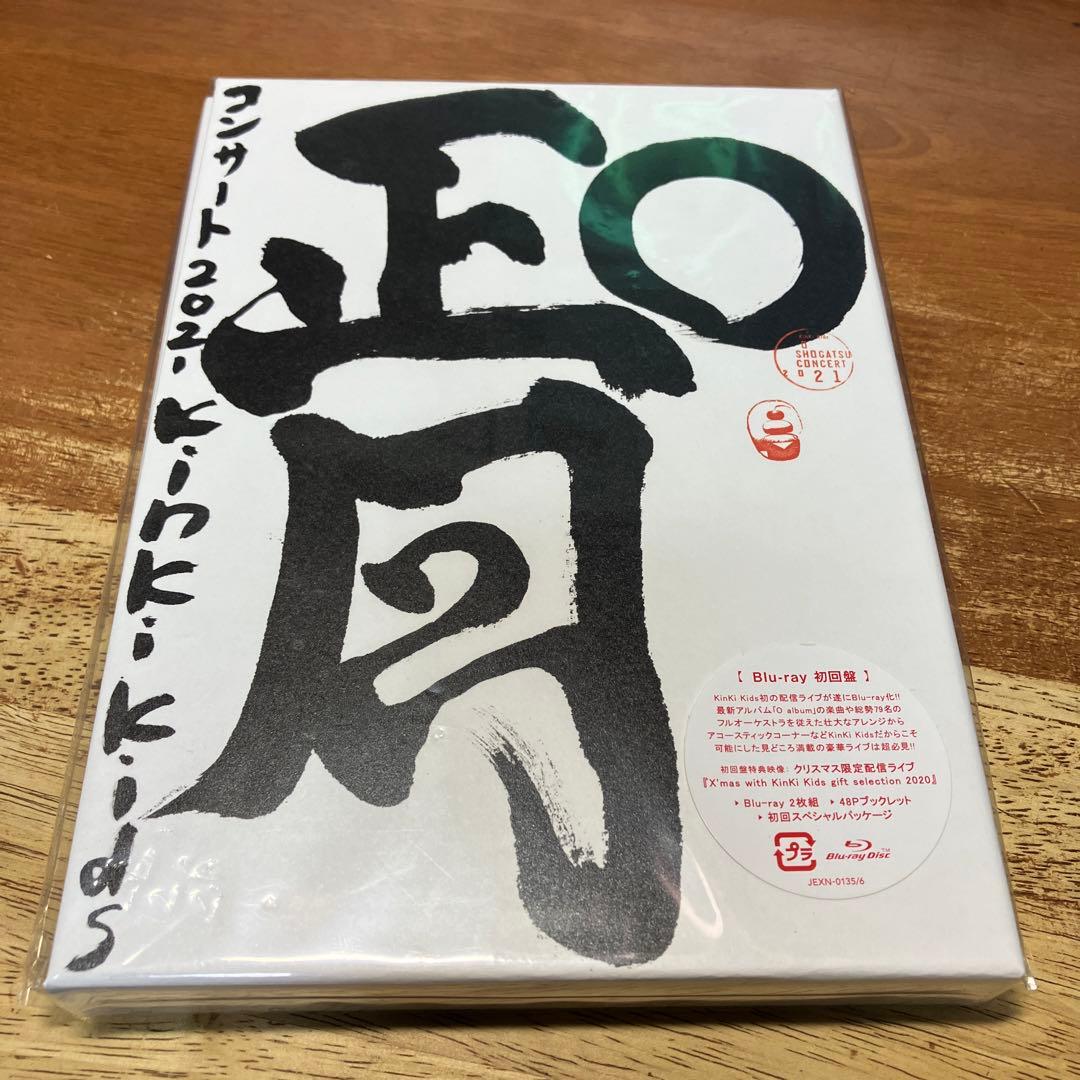 O
正月
コンサート2021 KinKi Kids
SHOGATSU
CONCERT
2021
【 Blu-ray 初回盤 】
KinKi Kids初の配信ライブが遂にBlu-ray化!!
最新アルバム「O album」の楽曲や総勢79名の
フルオーケストラを従えた壮大なアレンジから
アコースティックコーナーなどKinKi Kidsだからこそ
可能にした見どころ満載の豪華ライブは超必見!!
初回盤特典映像: クリスマス限定配信ライブ
『X'mas with KinKi Kids gift selection 2020』
▶ Blu-ray 2枚組 ▶ 48Pブックレット
▶ 初回スペシャルパッケージ
プラ
Blu-ray Disc™
JEXN-0135/6